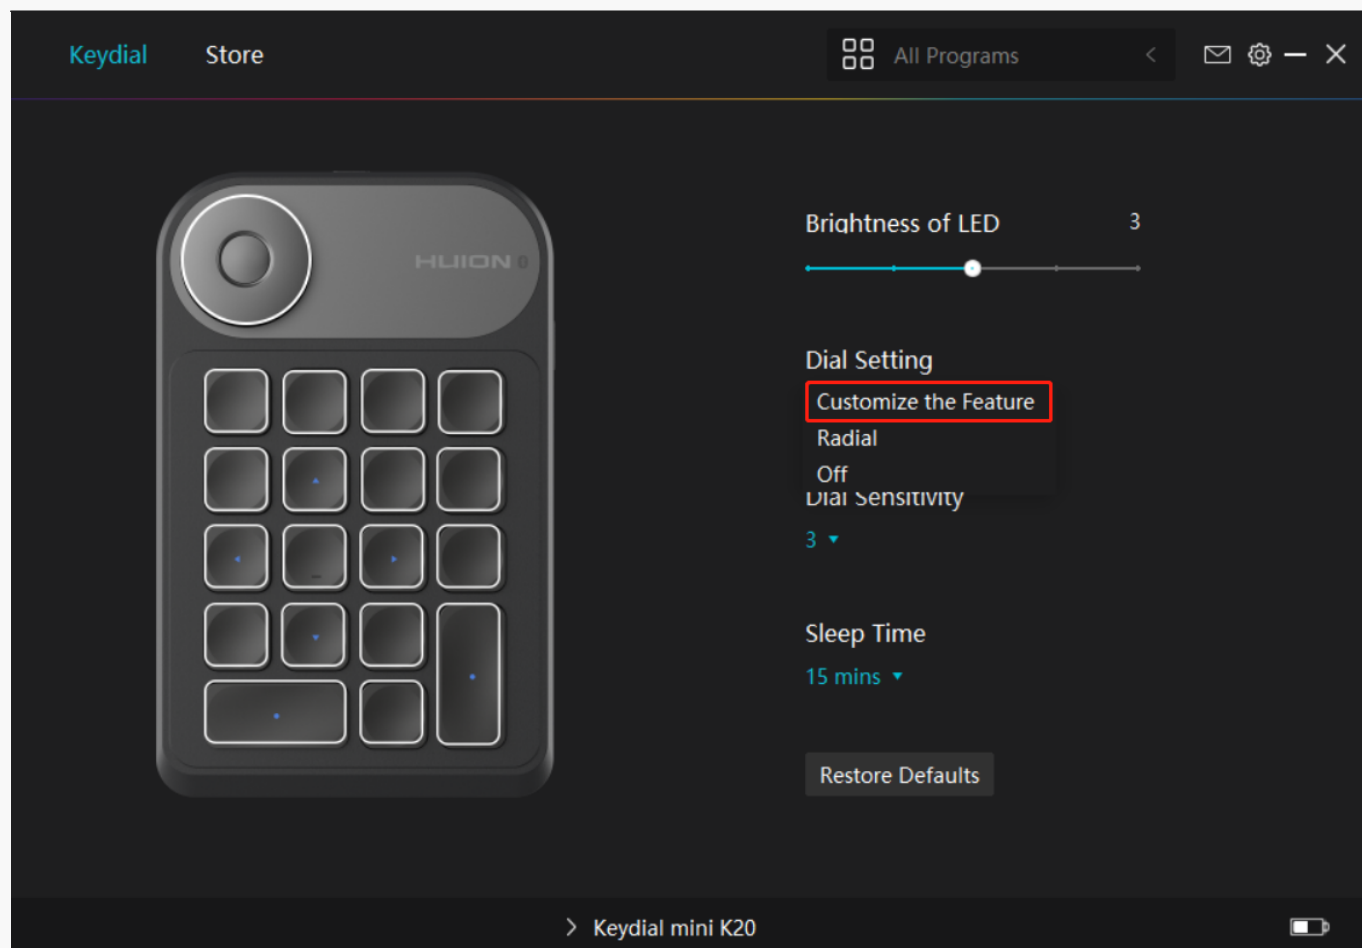 Keydial
Store
All Programs
HUION
Brightness of LED
3
Dial Setting
Customize the Feature
Radial
Off
Dial Sensitivity
3
Sleep Time
15 mins
Restore Defaults
Keydial mini K20